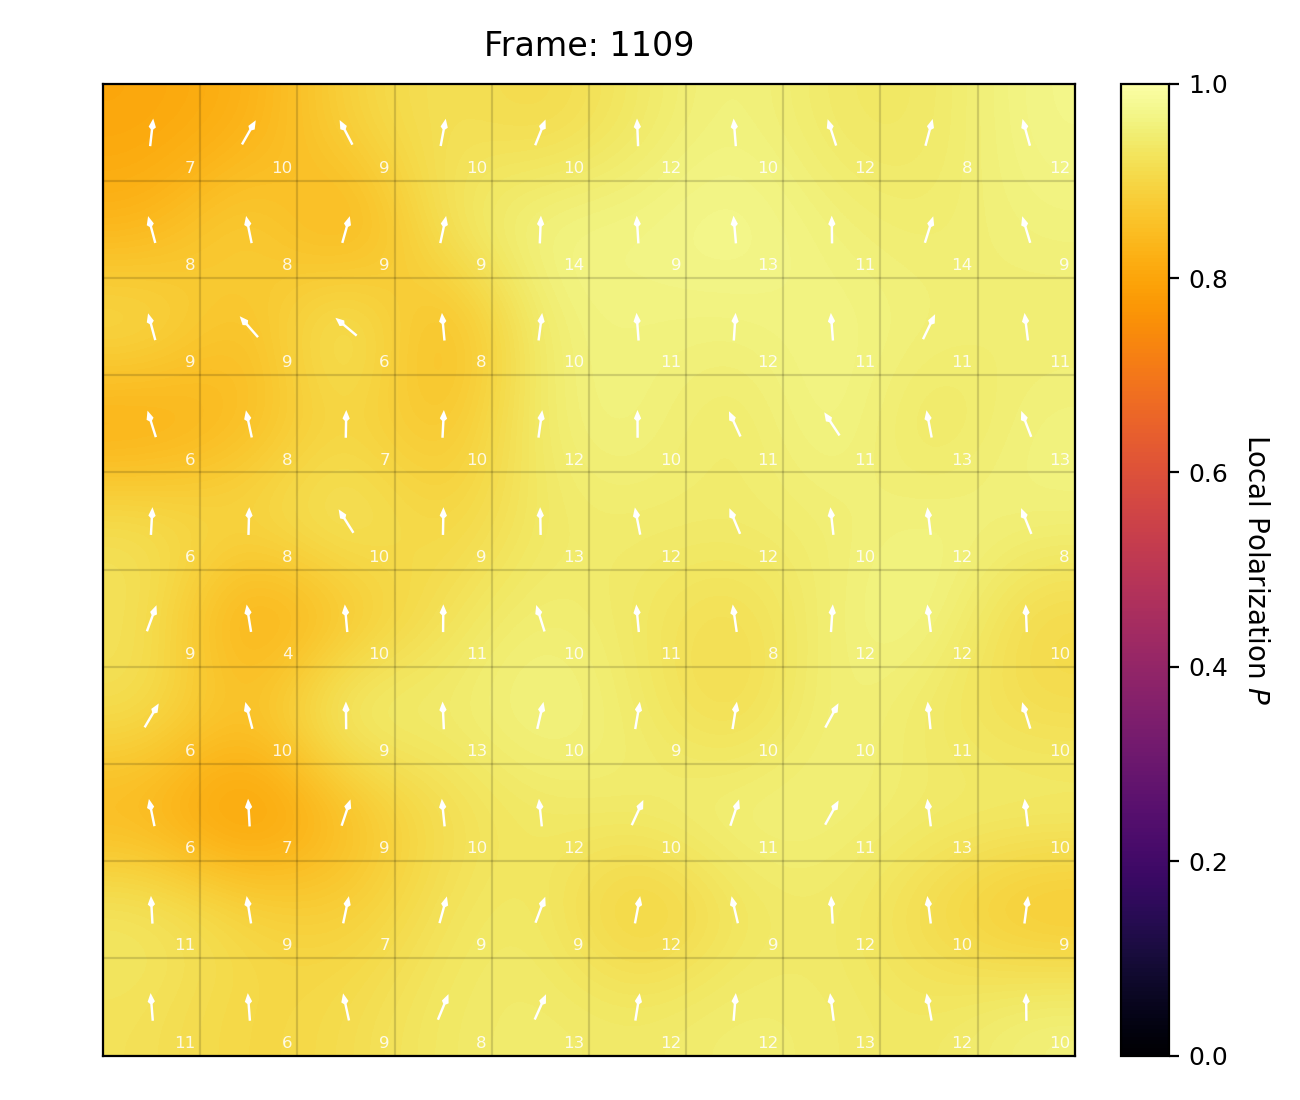 Frame: 1109
7 10 9 10 10 12 10 12 8 12
8 8 9 9 14 9 13 11 14 9
9 9 6 8 10 11 12 11 11 11
6 8 7 10 12 10 11 11 13 13
6 8 10 9 13 12 12 10 12 8
9 4 10 11 10 11 8 12 12 10
6 10 9 13 10 9 10 10 11 10
6 7 9 10 12 10 11 11 13 10
11 9 7 9 9 12 9 12 10 9
11 6 9 8 13 12 12 13 12 10
1.0
0.8
0.6
0.4
0.2
0.0
Local Polarization P